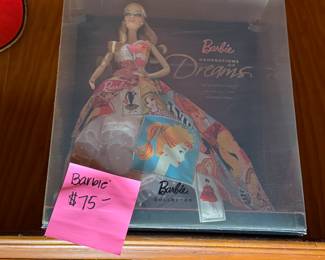 Barbie
GENERATIONS OF
Dreams
Barbie
COLLECTOR
Barbie
$75-